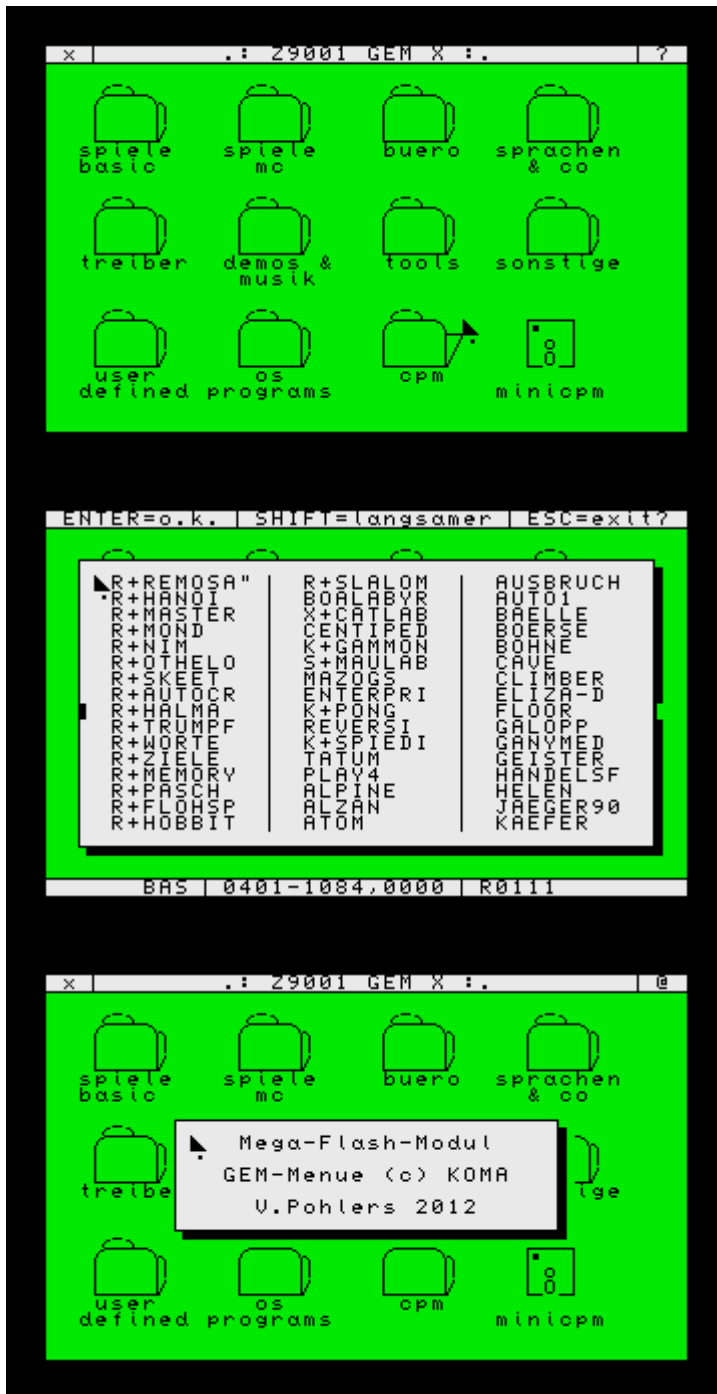 x | .: Z9001 GEM X :. | ?
spiele basic
spiele mc
buero
sprachen & co
treiber
demos & musik
tools
sonstige
user defined
os programs
cpm
minicpm
ENTER=o.k. | SHIFT=langsamer | ESC=exit?
R+REMOSA" | R+SLALOM | AUSBRUCH
R+HANOI | BOALABYR | AUTO1
R+MASTER | X+CATLAB | BAELLE
R+MOND | CENTIPED | BOERSE
R+NIM | K+GAMMON | BOHNE
R+OTHELO | S+MAULAB | CAVE
R+SKEET | MAZOGS | CLIMBER
R+AUTOCR | ENTERPRI | ELIZA-D
R+HALMA | K+PONG | FLOOR
R+TRUMPF | REVERSI | GALOPP
R+WORTE | K+SPIEDI | GANYMED
R+ZIELE | TATUM | GEISTER
R+MEMORY | PLAY4 | HANDELSF
R+PASCH | ALPINE | HELEN
R+FLOHSP | ALZAN | JAEGER90
R+HOBBIT | ATOM | KAEFER
BAS | 0401-1084,0000 | R0111
x | .: Z9001 GEM X :. | @
spiele basic
spiele mc
buero
sprachen & co
treibe
Mega-Flash-Modul
GEM-Menue (c) KOMA
V.Pohlers 2012
ige
user defined
os programs
cpm
minicpm